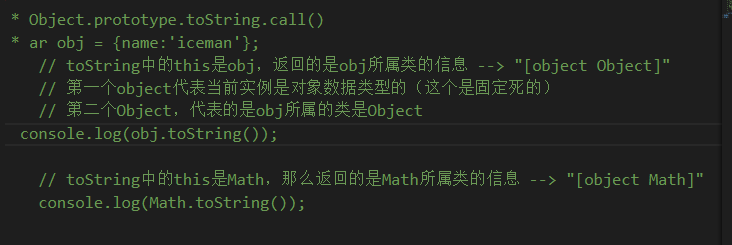 * Object.prototype.toString.call()
* ar obj = {name:'iceman'};
// toString中的this是obj，返回的是obj所属类的信息 --> "[object Object]"
// 第一个object代表当前实例是对象数据类型的（这个是固定死的）
// 第二个Object，代表的是obj所属的类是Object
console.log(obj.toString());
// toString中的this是Math，那么返回的是Math所属类的信息 --> "[object Math]"
console.log(Math.toString());